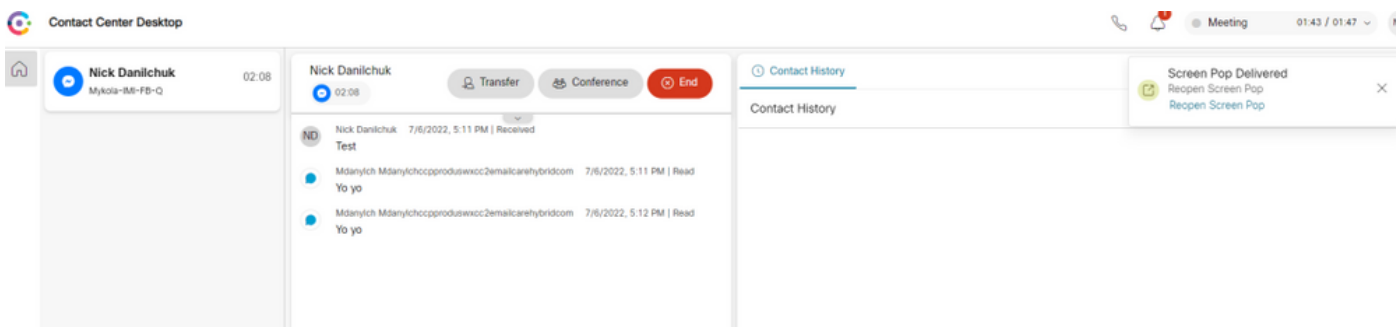 Contact Center Desktop
1
Meeting
01:43 / 01:47
Nick Danilchuk
02:08
Mykola-IMI-FB-Q
Nick Danilchuk
02:08
Transfer
Conference
End
ND
Nick Danilchuk 7/6/2022, 5:11 PM | Received
Test
Mdanylch Mdanylchccpproduswxcc2emailcarehybridcom 7/6/2022, 5:11 PM | Read
Yo yo
Mdanylch Mdanylchccpproduswxcc2emailcarehybridcom 7/6/2022, 5:12 PM | Read
Yo yo
Contact History
Contact History
Screen Pop Delivered
Reopen Screen Pop
Reopen Screen Pop